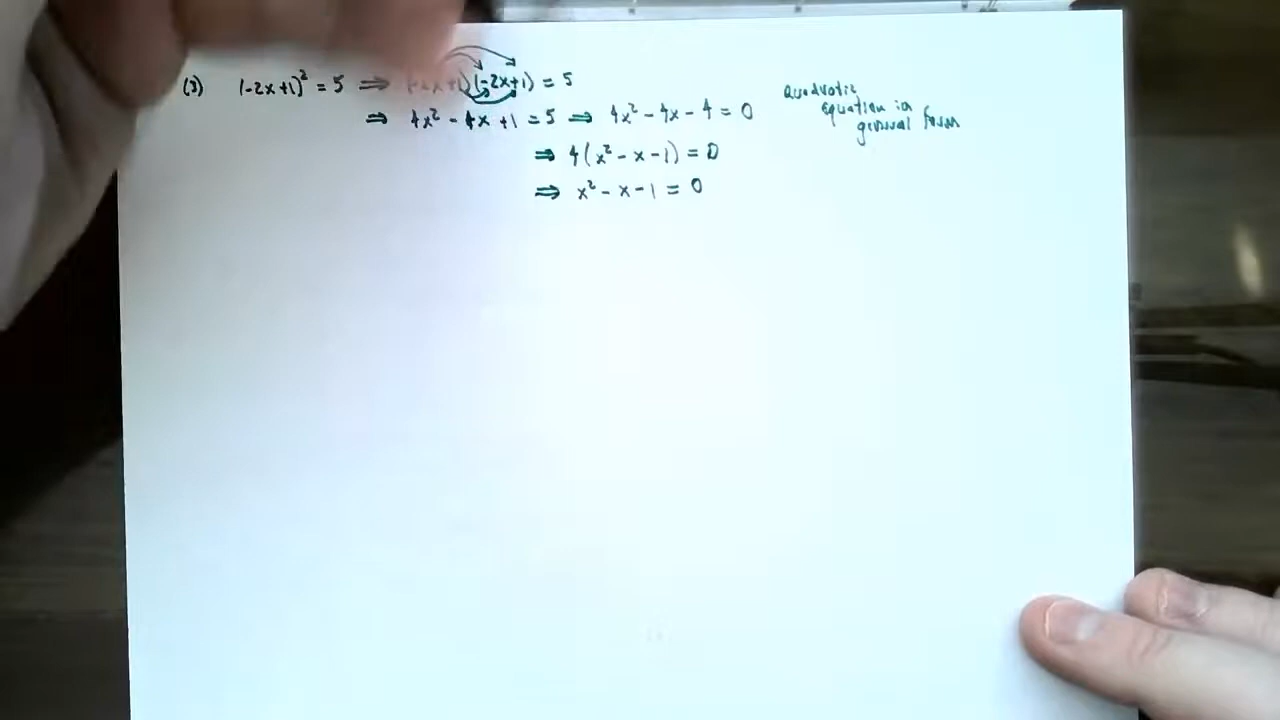 (3) (-2x+1)² = 5 ⇒ (-2x+1)(-2x+1) = 5
⇒ 4x² - 4x + 1 = 5 ⇒ 4x² - 4x - 4 = 0
⇒ 4(x² - x - 1) = 0
⇒ x² - x - 1 = 0
quadratic
equation in
general form